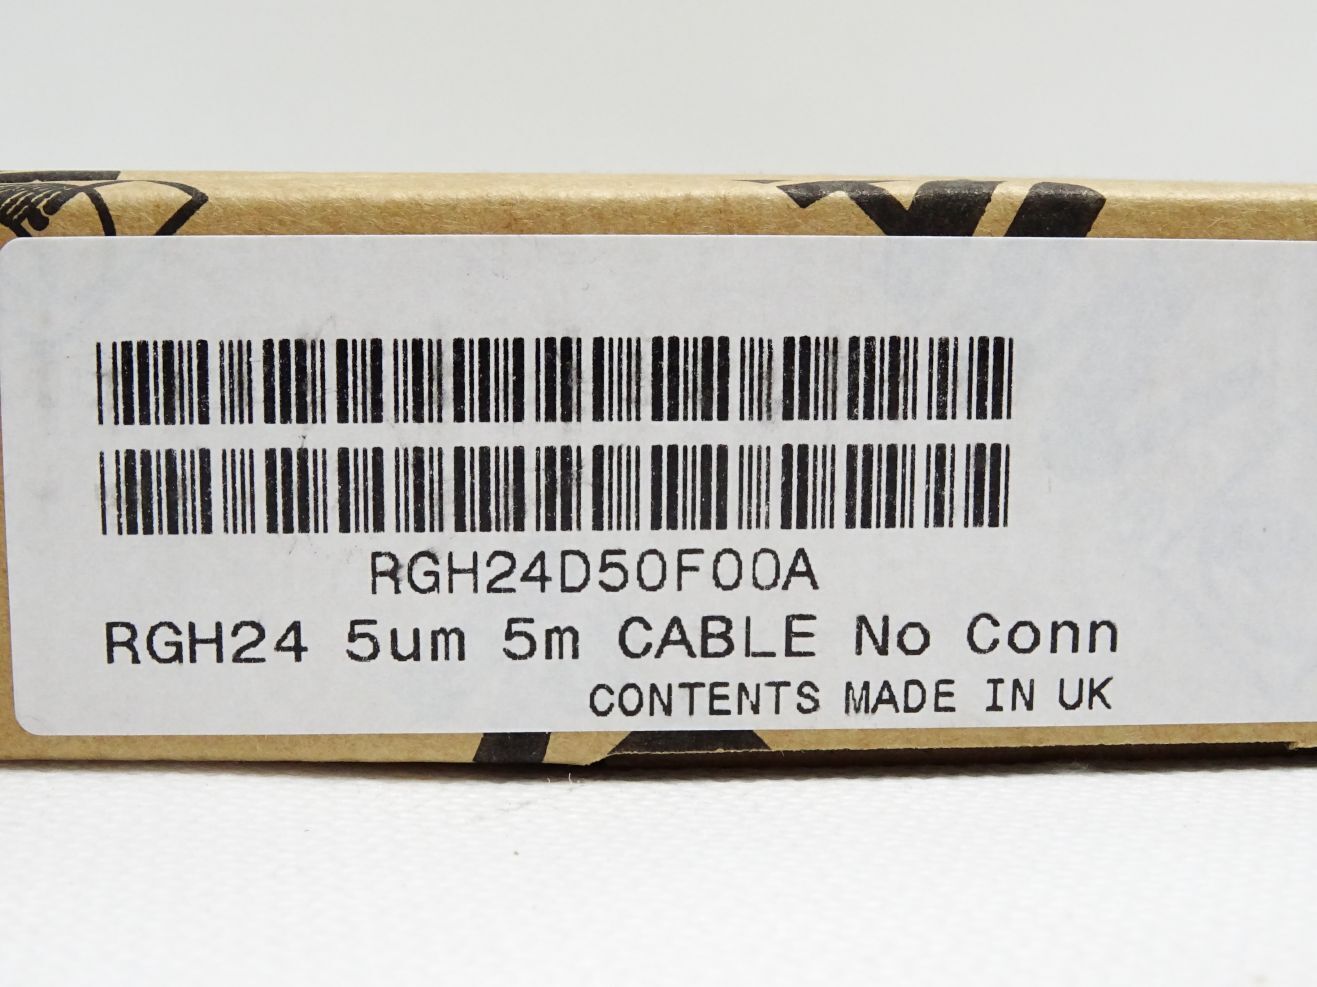 RGH24D50F00A
RGH24 5um 5m CABLE No Conn
CONTENTS MADE IN UK